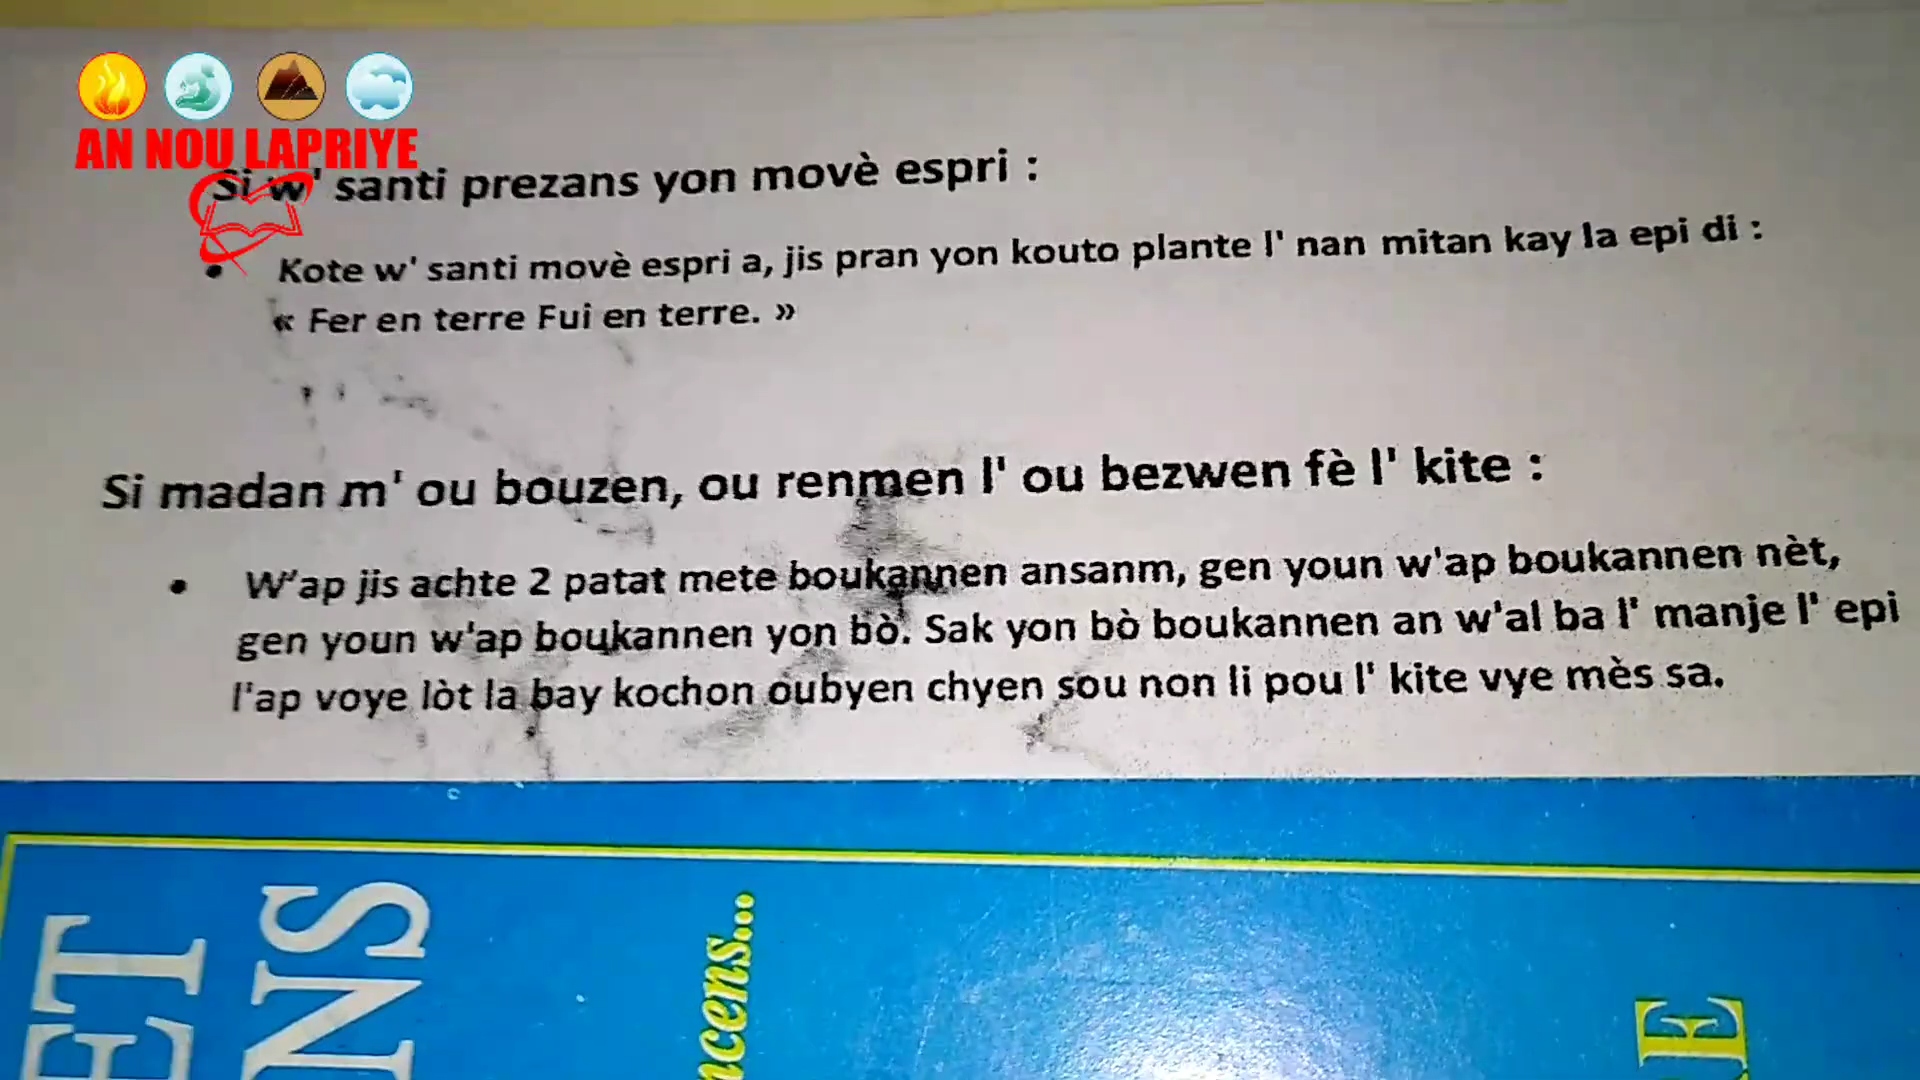 AN NOU LAPRIYE
Si w' santi prezans yon movè espri :
• Kote w' santi movè espri a, jis pran yon kouto plante l' nan mitan kay la epi di :
« Fer en terre Fui en terre. »
Si madan m' ou bouzen, ou renmen l' ou bezwen fè l' kite :
• W'ap jis achte 2 patat mete boukannen ansanm, gen youn w'ap boukannen nèt,
gen youn w'ap boukannen yon bò. Sak yon bò boukannen an w'al ba l' manje l' epi
l'ap voye lòt la bay kochon oubyen chyen sou non li pou l' kite vye mès sa.
ET
NS
ncens...